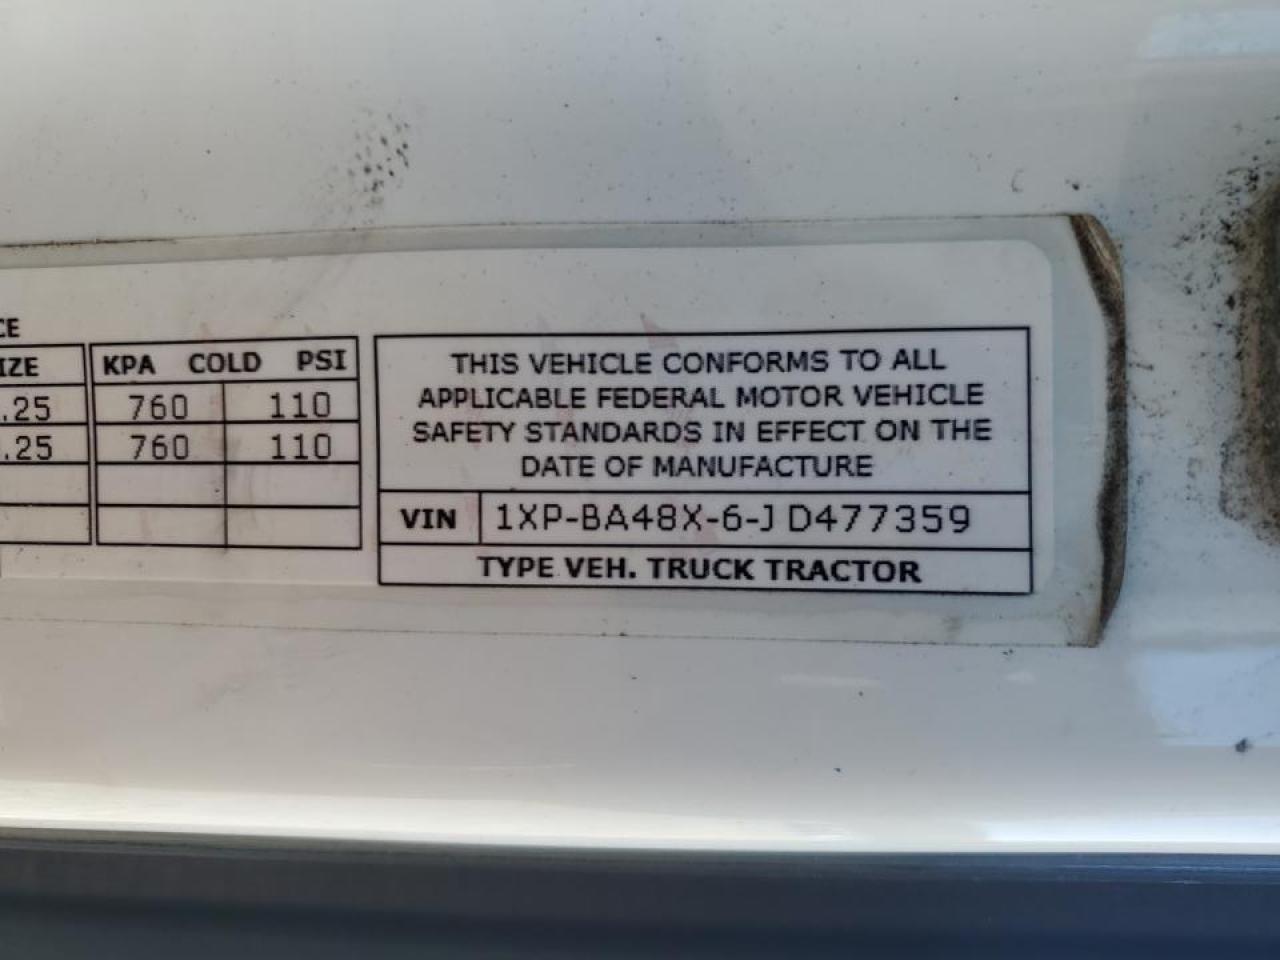 CE
IZE
KPA COLD PSI
.25 760 110
.25 760 110
THIS VEHICLE CONFORMS TO ALL
APPLICABLE FEDERAL MOTOR VEHICLE
SAFETY STANDARDS IN EFFECT ON THE
DATE OF MANUFACTURE
VIN 1XP-BA48X-6-JD477359
TYPE VEH. TRUCK TRACTOR